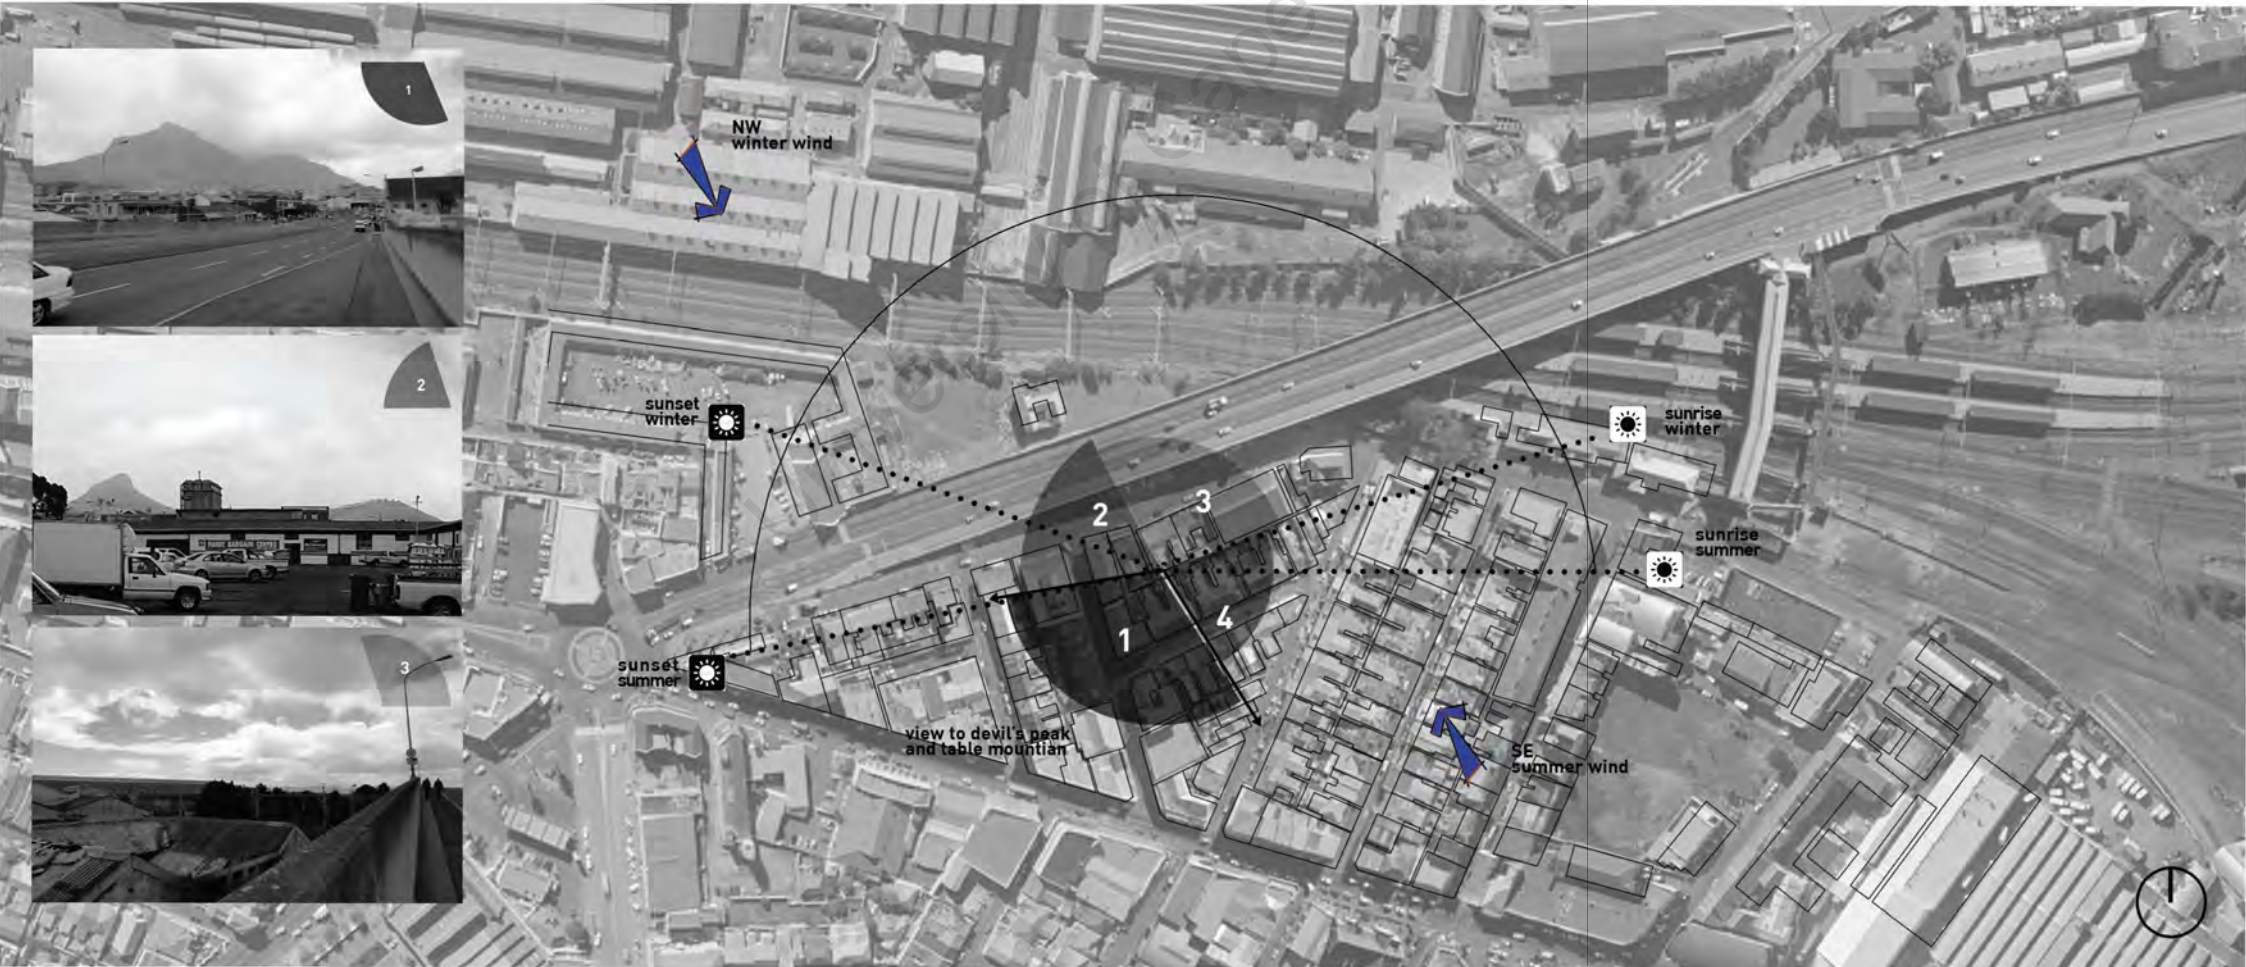 1
2
3
NW
winter wind
sunset
winter
sunrise
winter
sunrise
summer
2
3
1
4
sunset
summer
view to devil's peak
and table mountian
SE
summer wind